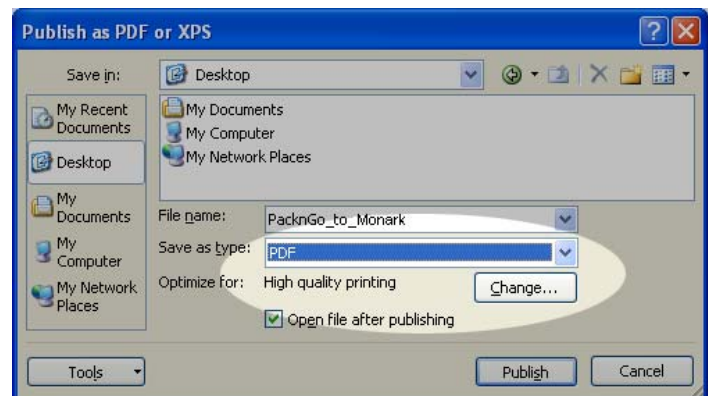 Publish as PDF or XPS
Save in:
Desktop
My Recent
Documents
Desktop
My
Documents
My
Computer
My Network
Places
My Documents
My Computer
My Network Places
File name:
PacknGo_to_Monark
Save as type:
PDF
Optimize for:
High quality printing
Change...
Open file after publishing
Tools
Publish
Cancel